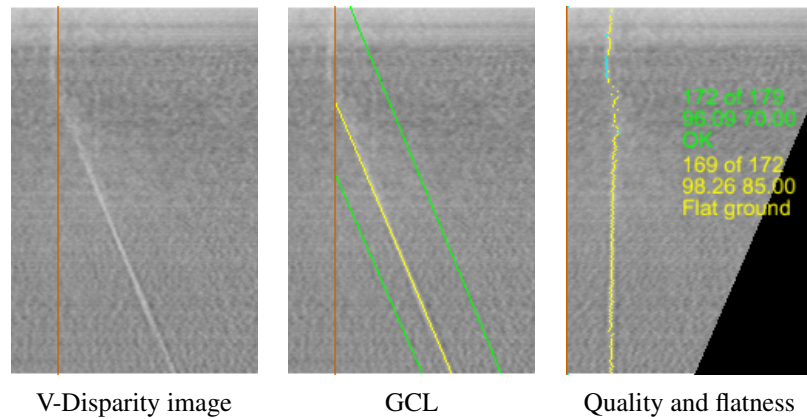 172 of 179
96.09 70.00
OK
169 of 172
98.26 85.00
Flat ground
V-Disparity image
GCL
Quality and flatness